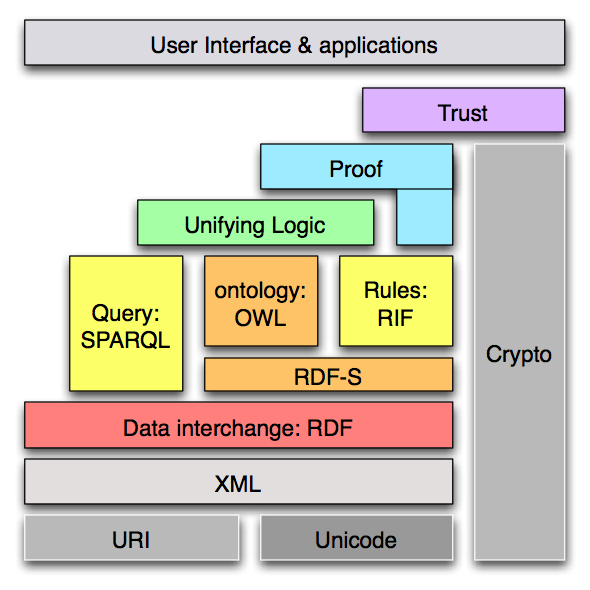 User Interface & applications
Trust
Proof
Unifying Logic
Query:
SPARQL
ontology:
OWL
Rules:
RIF
Crypto
RDF-S
Data interchange: RDF
XML
URI
Unicode